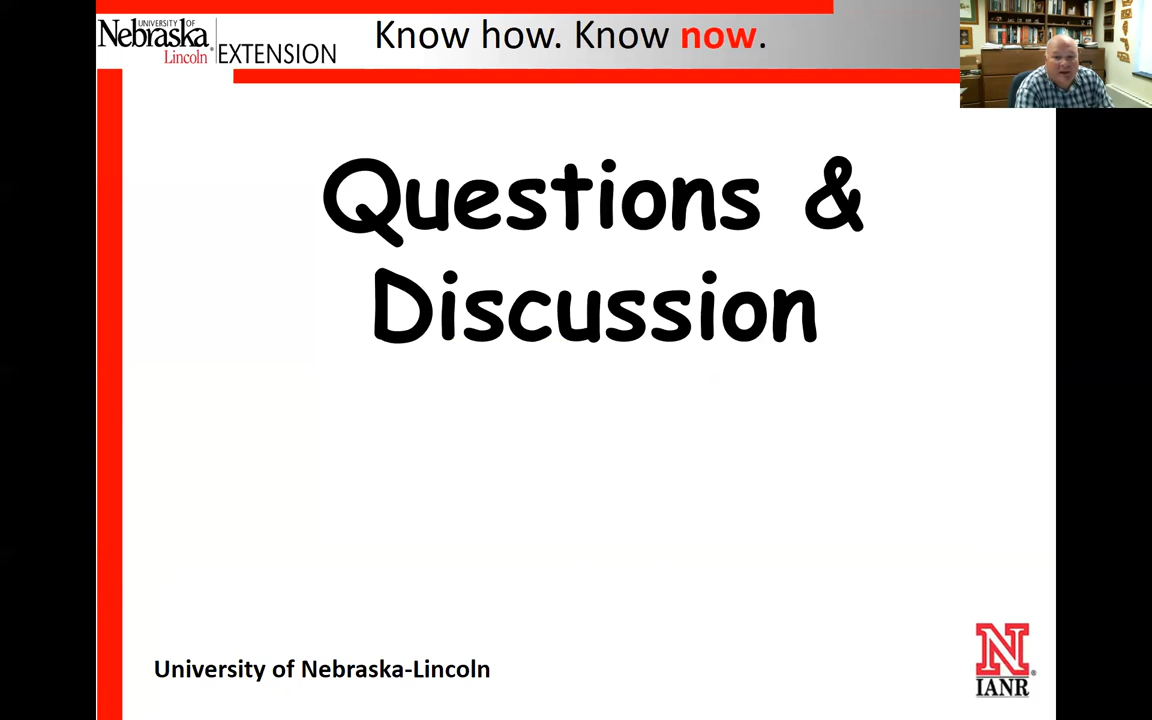 UNIVERSITY OF
Nebraska
Lincoln®
EXTENSION
Know how. Know now.
Questions &
Discussion
University of Nebraska-Lincoln
N
IANR